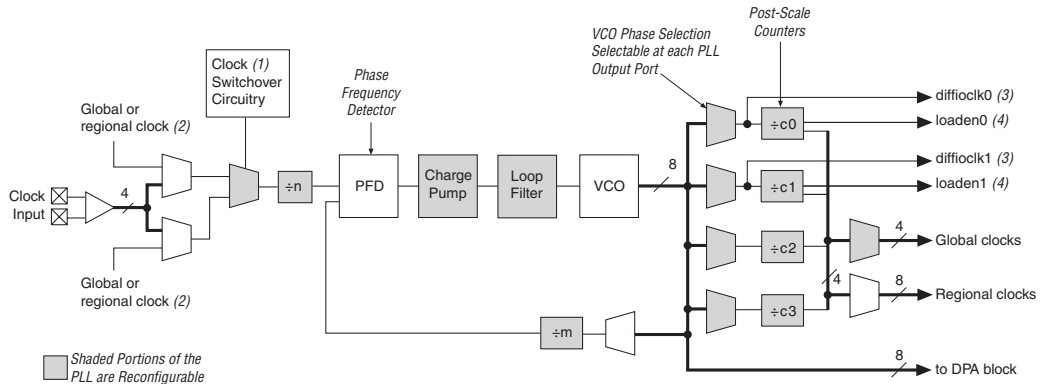 Clock (1)
Switchover
Circuitry
Phase
Frequency
Detector
VCO Phase Selection
Selectable at each PLL
Output Port
Post-Scale
Counters
Global or
regional clock (2)
Clock
Input
4
Global or
regional clock (2)
÷n
PFD
Charge
Pump
Loop
Filter
VCO
8
÷c0
÷c1
÷c2
÷c3
÷m
4
diffioclk0 (3)
loaden0 (4)
diffioclk1 (3)
loaden1 (4)
4
Global clocks
8
Regional clocks
8
to DPA block
Shaded Portions of the
PLL are Reconfigurable